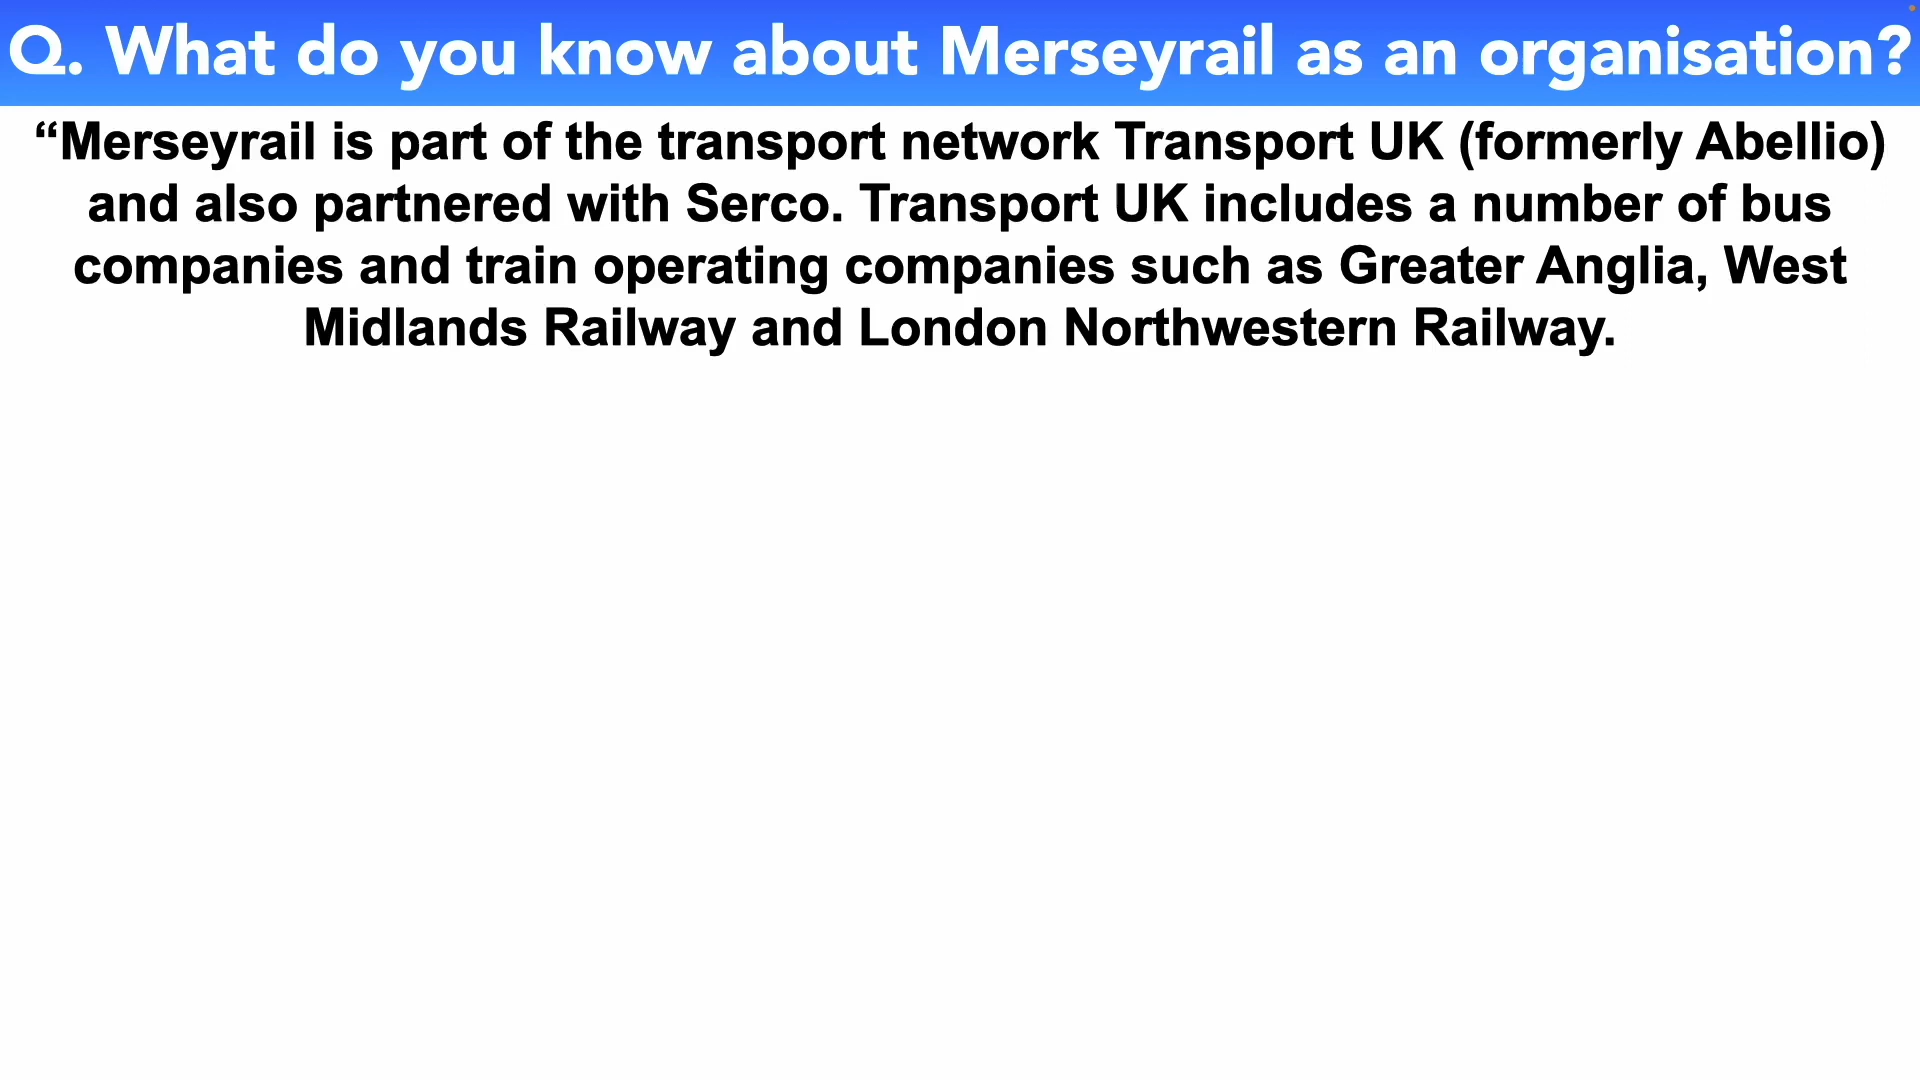 Q. What do you know about Merseyrail as an organisation?
“Merseyrail is part of the transport network Transport UK (formerly Abellio)
and also partnered with Serco. Transport UK includes a number of bus
companies and train operating companies such as Greater Anglia, West
Midlands Railway and London Northwestern Railway.